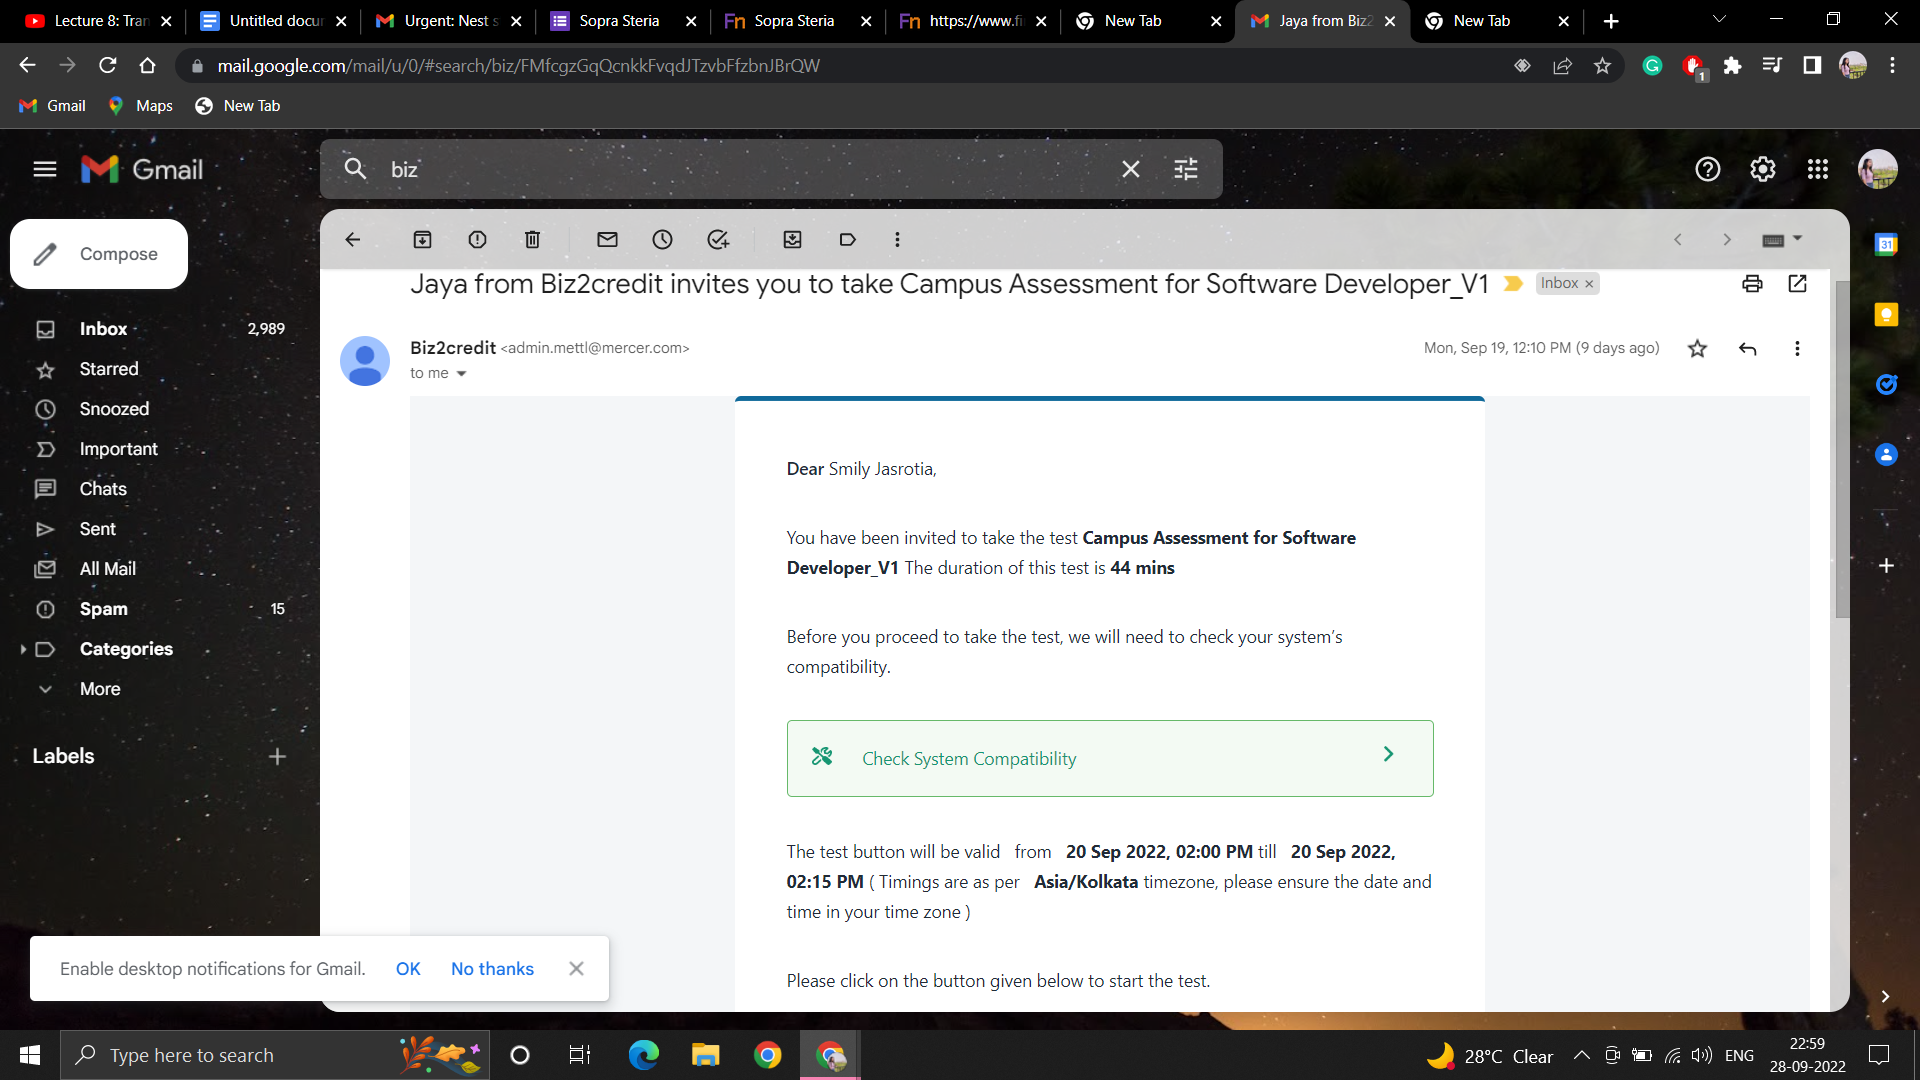 Lecture 8: Tran
Untitled docu
Urgent: Nest s
Sopra Steria
Fn Sopra Steria
Fn https://www.fi
New Tab
Jaya from Biz2
New Tab
mail.google.com/mail/u/0/#search/biz/FMfcgzGqQcnkkFvqdJTzvbFfzbnJBrQW
1
Gmail
Maps
New Tab
Gmail
biz
Compose
Inbox 2,989
Starred
Snoozed
Important
Chats
Sent
All Mail
Spam 15
Categories
More
Labels
Jaya from Biz2credit invites you to take Campus Assessment for Software Developer_V1
Inbox ×
Biz2credit <admin.mettl@mercer.com>
Mon, Sep 19, 12:10 PM (9 days ago)
to me
Dear Smily Jasrotia,
You have been invited to take the test Campus Assessment for Software
Developer_V1 The duration of this test is 44 mins
Before you proceed to take the test, we will need to check your system's
compatibility.
Check System Compatibility
The test button will be valid from 20 Sep 2022, 02:00 PM till 20 Sep 2022,
02:15 PM ( Timings are as per Asia/Kolkata timezone, please ensure the date and
time in your time zone )
Please click on the button given below to start the test.
31
Enable desktop notifications for Gmail. OK No thanks
Type here to search
28°C Clear
ENG
22:59
28-09-2022